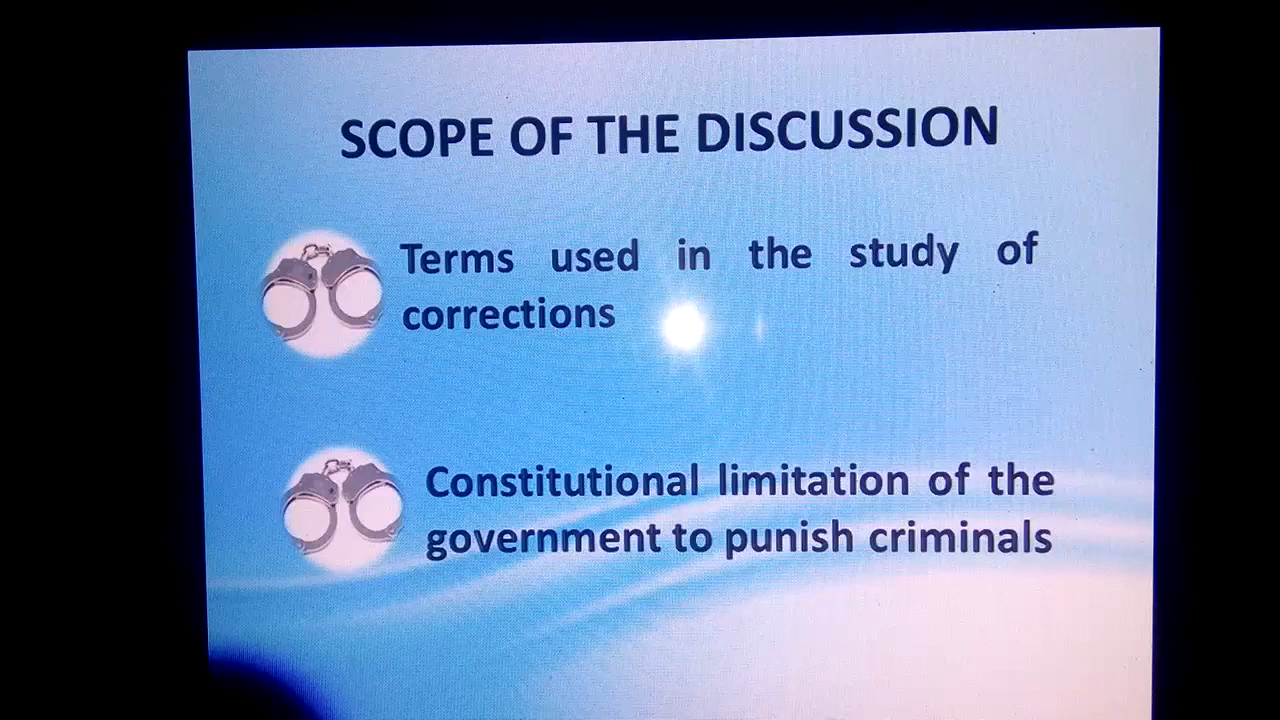 SCOPE OF THE DISCUSSION
Terms used in the study of
corrections
Constitutional limitation of the
government to punish criminals